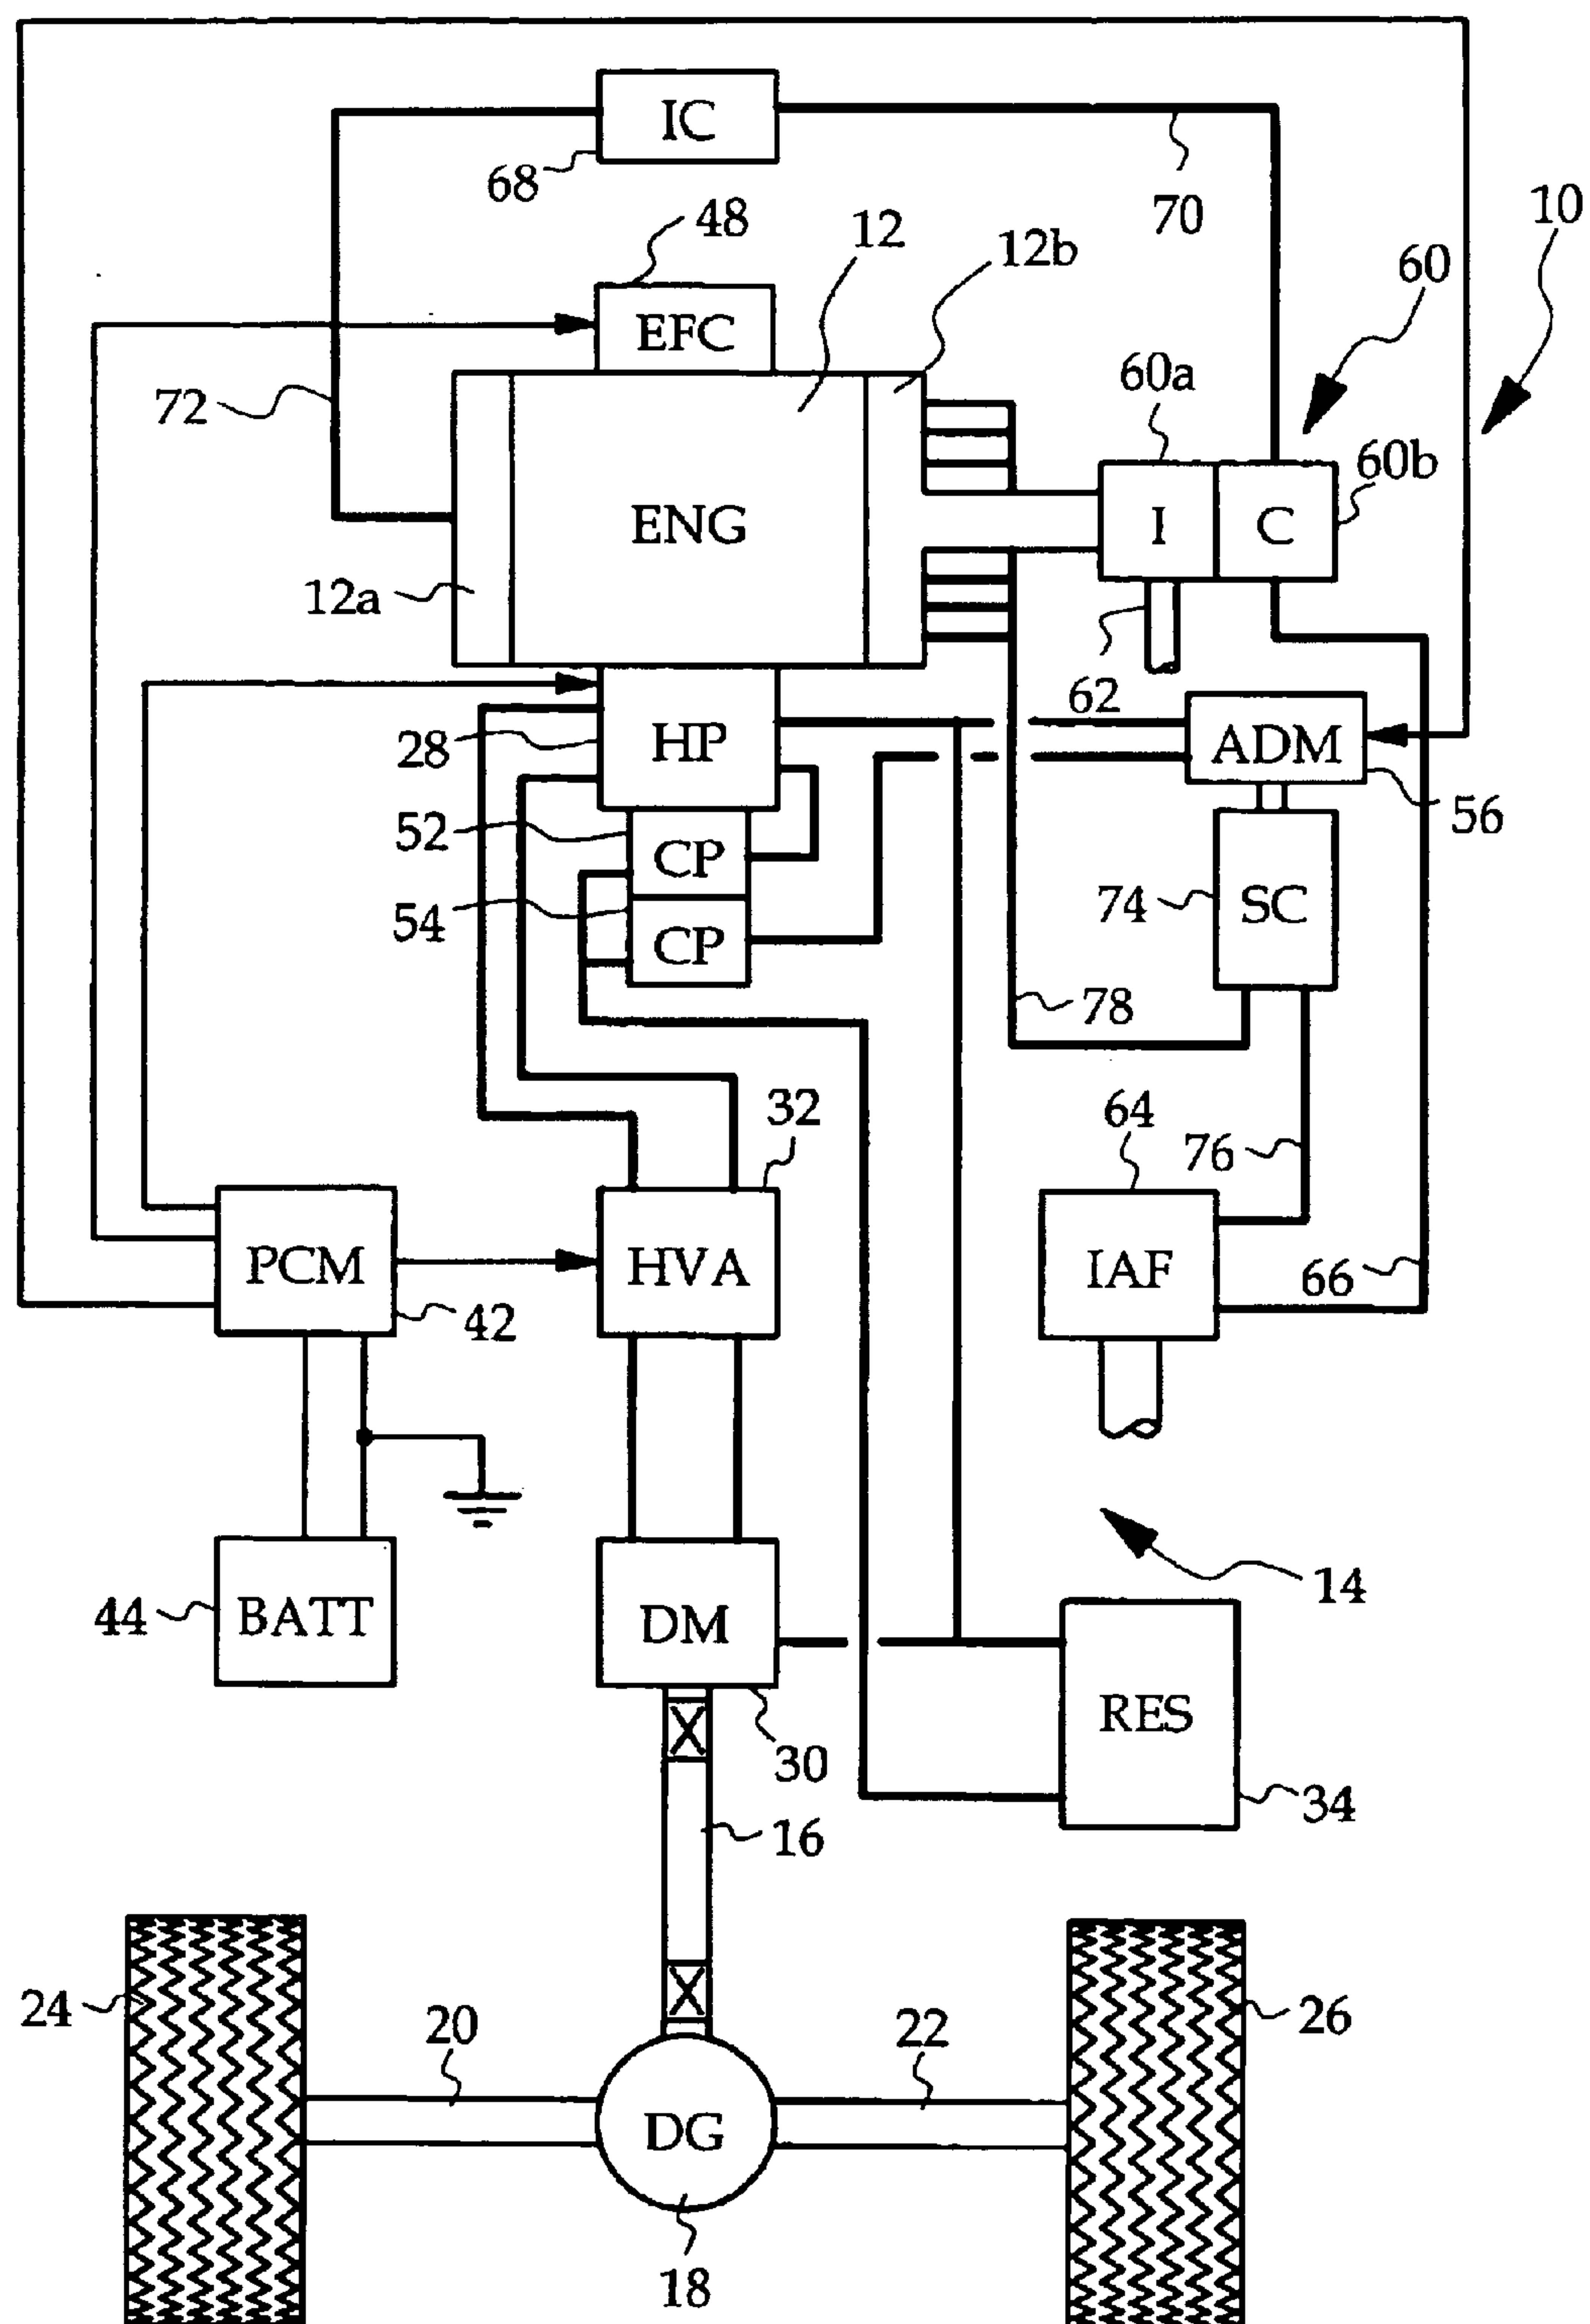 IC
68
70
10
48
12
12b
60
EFC
60a
72
60b
ENG
I
C
12a
62
28
HP
ADM
56
52
CP
74
SC
54
CP
78
32
64
76
PCM
HVA
IAF
66
42
14
44
BATT
DM
RES
30
34
16
24
20
22
26
DG
18